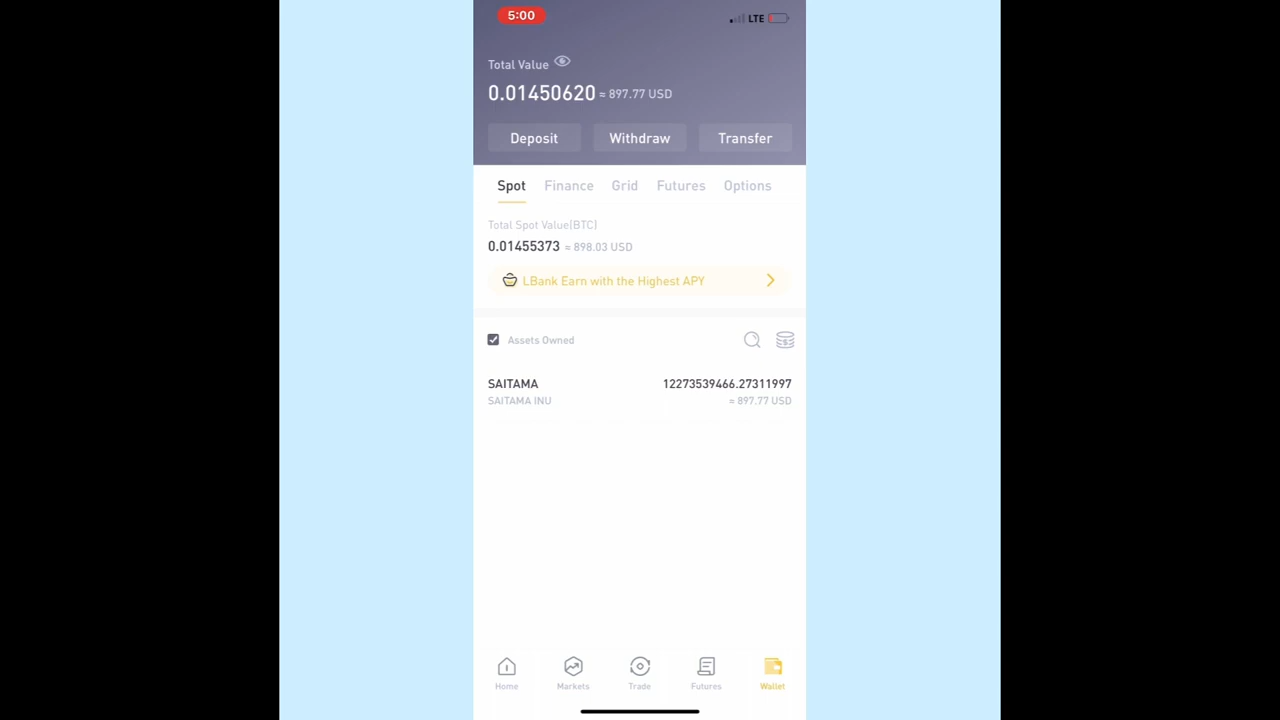 5:00
LTE
Total Value
0.01450620 ≈ 897.77 USD
Deposit Withdraw Transfer
Spot Finance Grid Futures Options
Total Spot Value(BTC)
0.01455373 ≈ 898.03 USD
LBank Earn with the Highest APY
Assets Owned
SAITAMA 12273539466.27311997
SAITAMA INU ≈ 897.77 USD
Home Markets Trade Futures Wallet